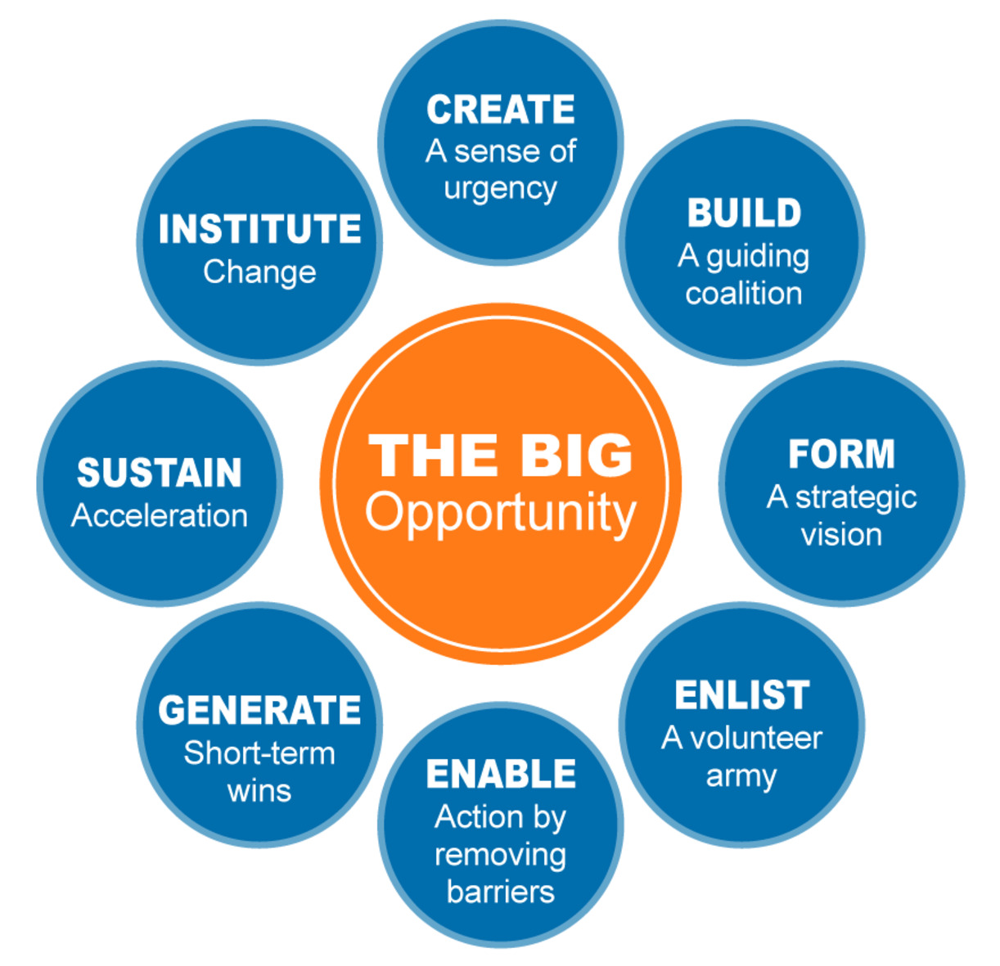 CREATE
A sense of
urgency
BUILD
A guiding
coalition
FORM
A strategic
vision
ENLIST
A volunteer
army
ENABLE
Action by
removing
barriers
GENERATE
Short-term
wins
SUSTAIN
Acceleration
INSTITUTE
Change
THE BIG
Opportunity